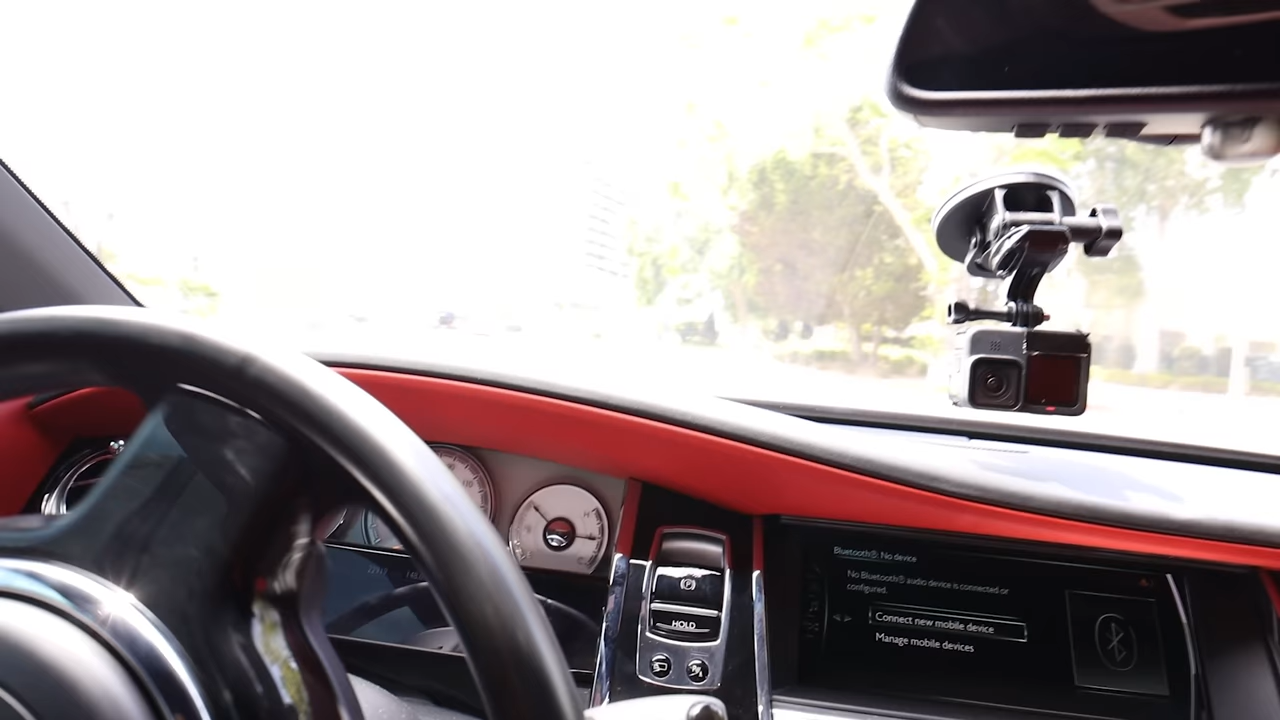 Bluetooth® No device
No Bluetooth® audio device is connected or
configured.
Connect new mobile device
Manage mobile devices
HOLD